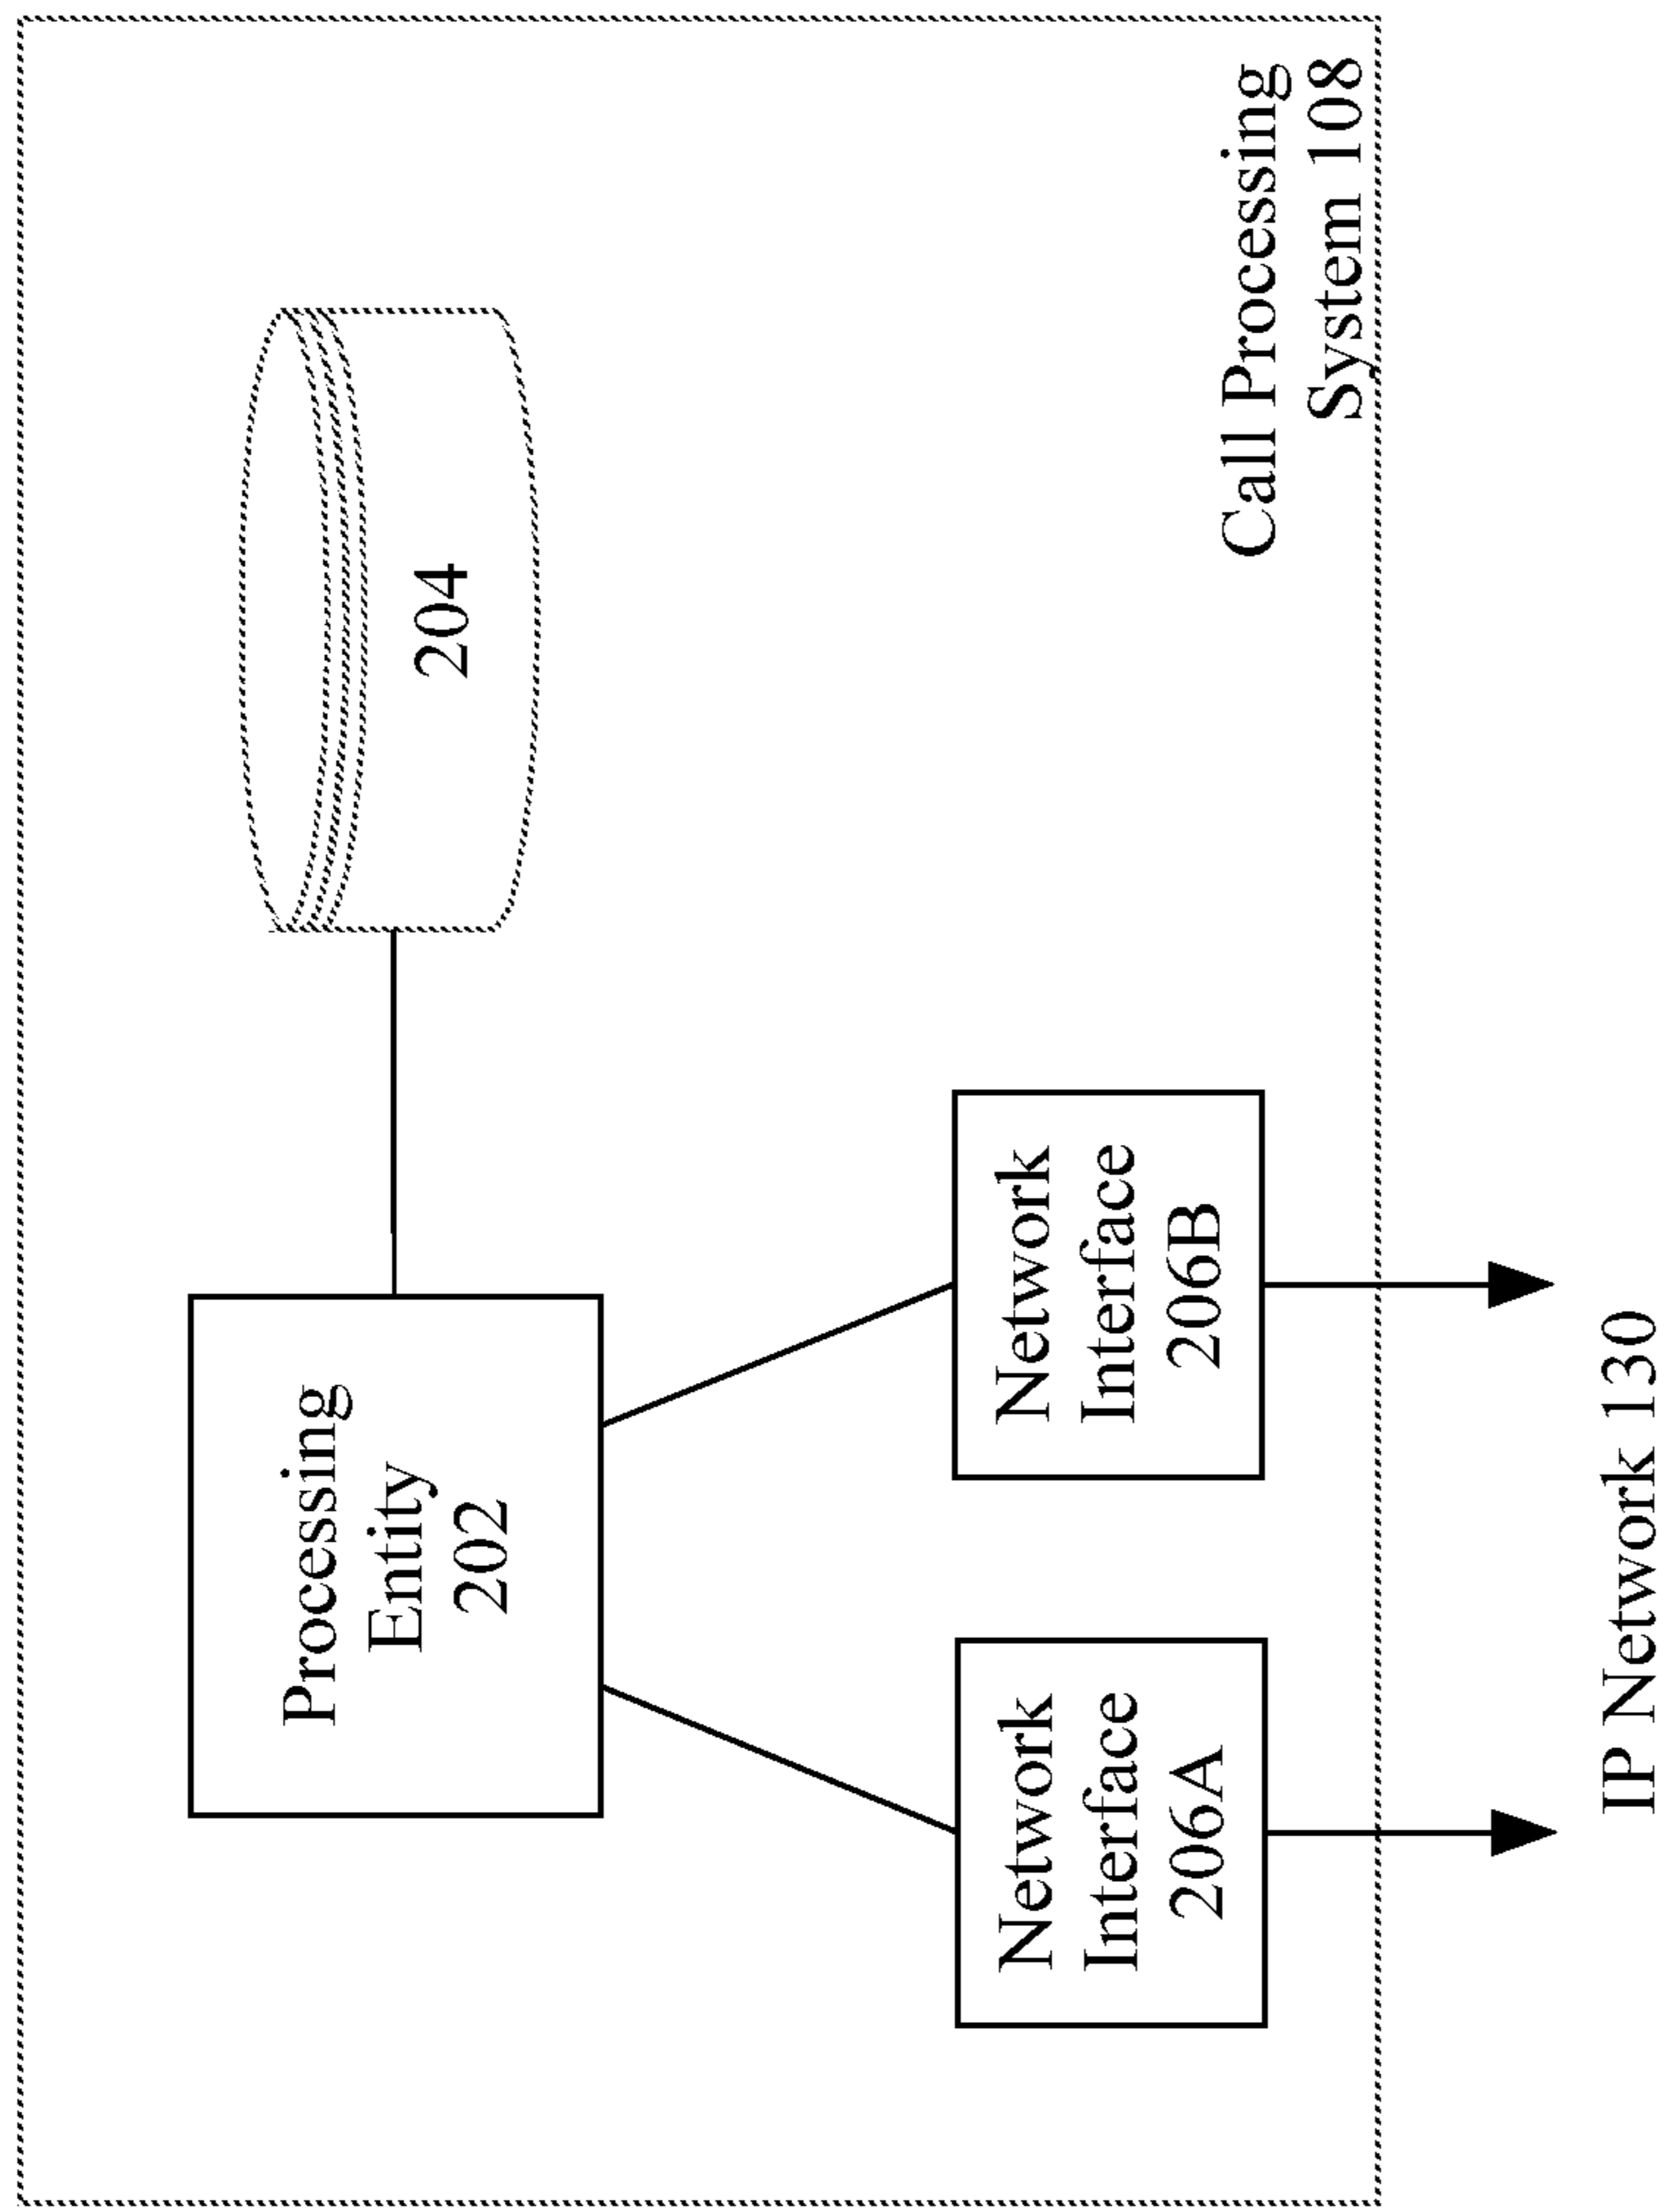 Processing
Entity
202
204
Network
Interface
206A
Network
Interface
206B
Call Processing
System 108
IP Network 130